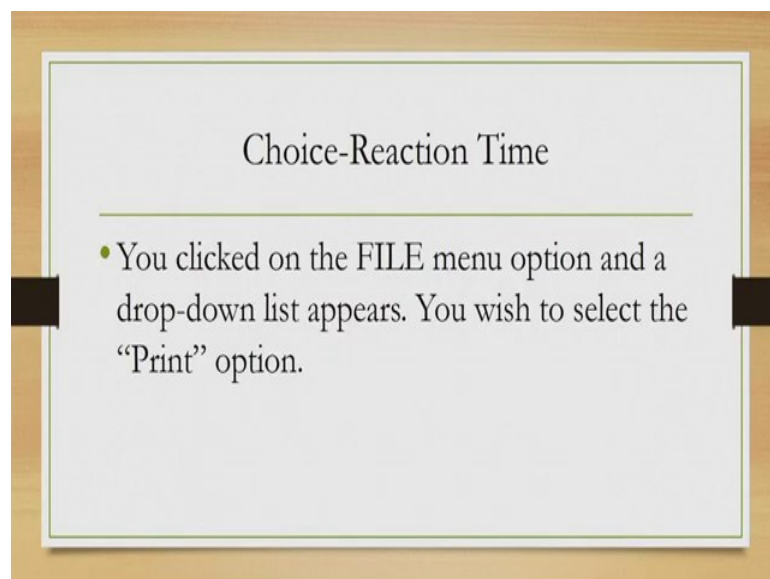 Choice-Reaction Time
• You clicked on the FILE menu option and a
drop-down list appears. You wish to select the
“Print” option.